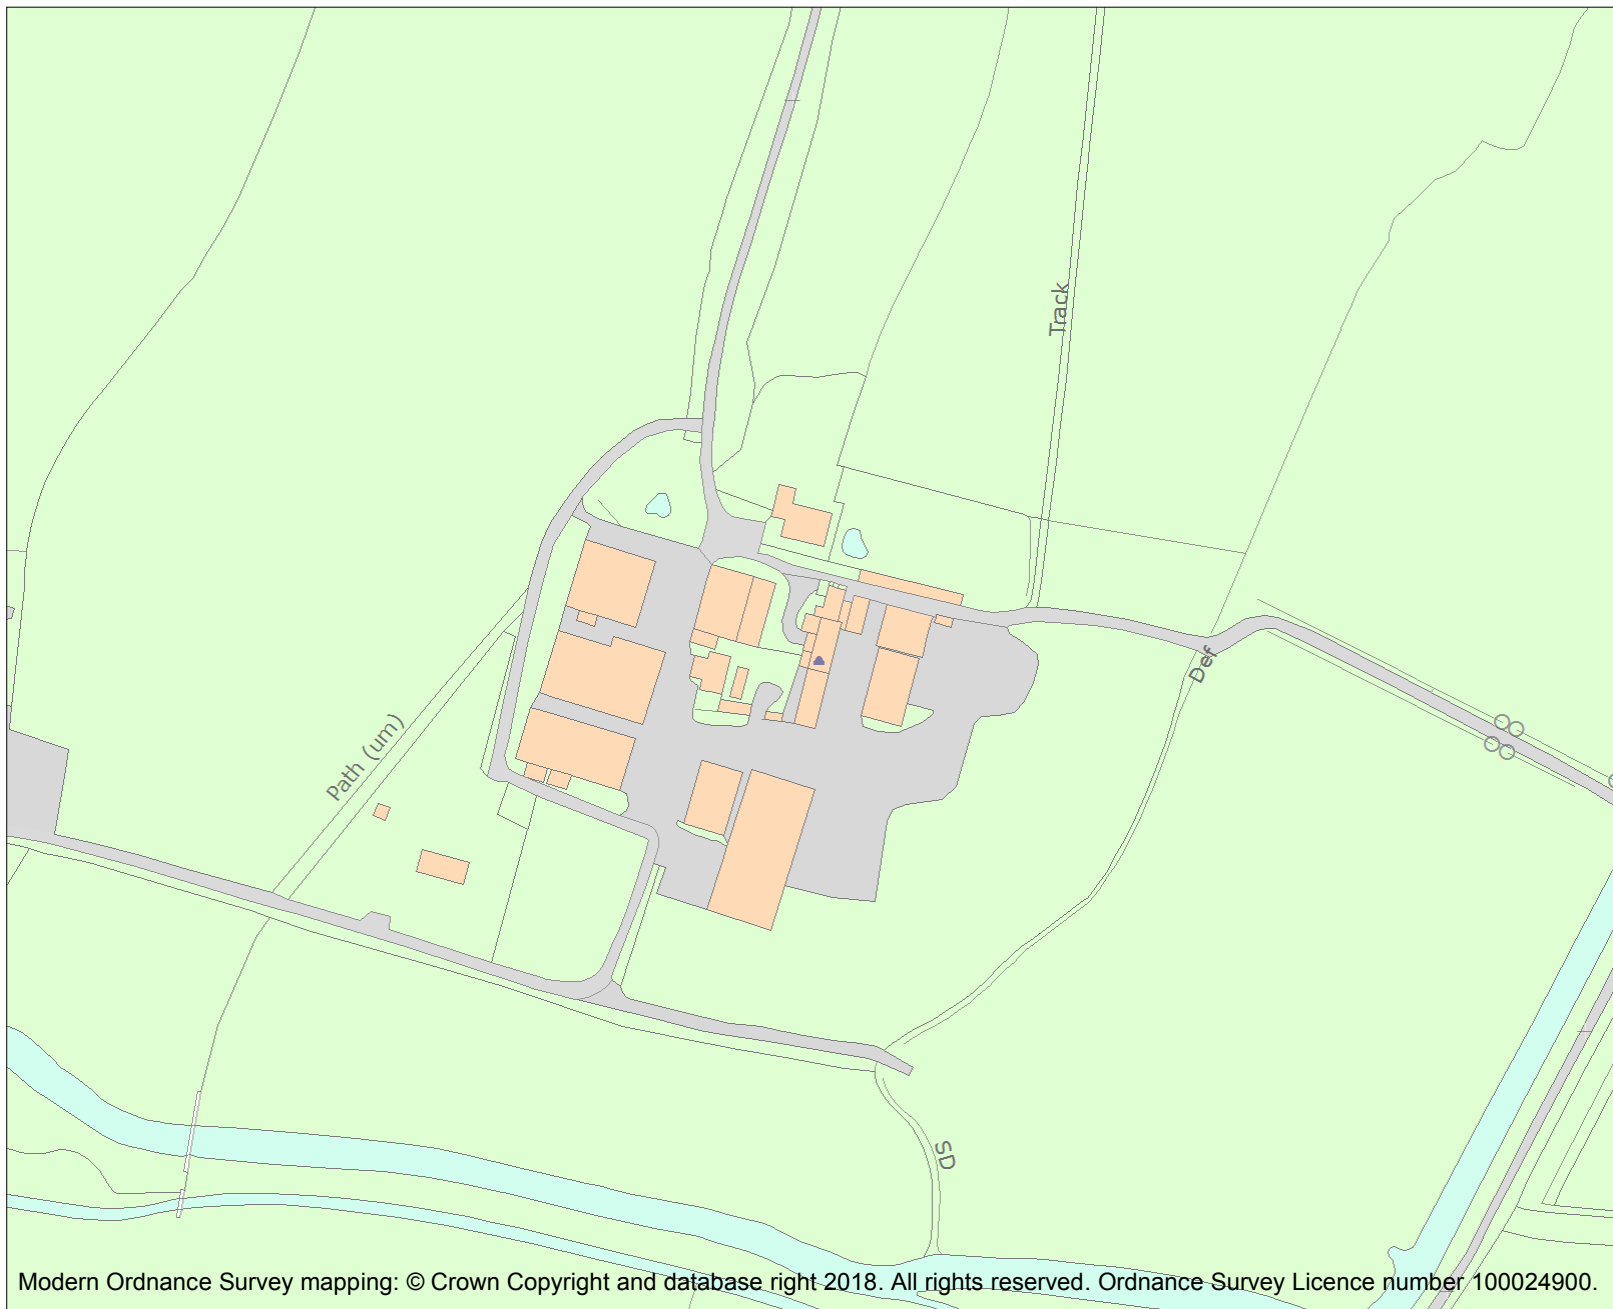 Track
Def
Path (um)
SD
Modern Ordnance Survey mapping: © Crown Copyright and database right 2018. All rights reserved. Ordnance Survey Licence number 100024900.